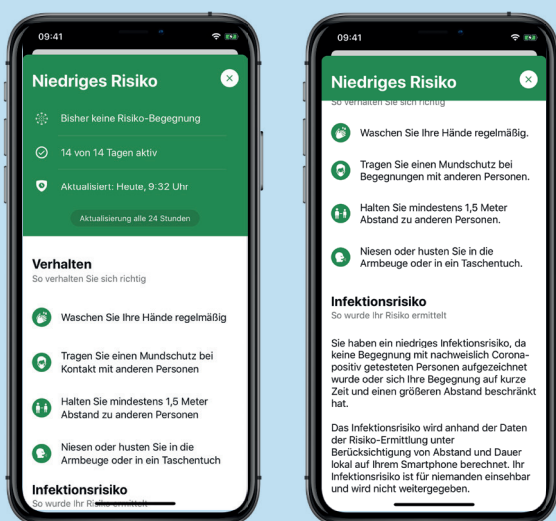 09:41
Niedriges Risiko
Bisher keine Risiko-Begegnung
14 von 14 Tagen aktiv
Aktualisiert: Heute, 9:32 Uhr
Aktualisierung alle 24 Stunden
Verhalten
So verhalten Sie sich richtig
Waschen Sie Ihre Hände regelmäßig
Tragen Sie einen Mundschutz bei
Kontakt mit anderen Personen
Halten Sie mindestens 1,5 Meter
Abstand zu anderen Personen
Niesen oder husten Sie in die
Armbeuge oder in ein Taschentuch
Infektionsrisiko
So wurde Ihr Risiko ermittelt
09:41
Niedriges Risiko
So verhalten Sie sich richtig
Waschen Sie Ihre Hände regelmäßig.
Tragen Sie einen Mundschutz bei
Begegnungen mit anderen Personen.
Halten Sie mindestens 1,5 Meter
Abstand zu anderen Personen.
Niesen oder husten Sie in die
Armbeuge oder in ein Taschentuch.
Infektionsrisiko
So wurde Ihr Risiko ermittelt
Sie haben ein niedriges Infektionsrisiko, da
keine Begegnung mit nachweislich Corona-
positiv getesteten Personen aufgezeichnet
wurde oder sich Ihre Begegnung auf kurze
Zeit und einen größeren Abstand beschränkt
hat.
Das Infektionsrisiko wird anhand der Daten
der Risiko-Ermittlung unter
Berücksichtigung von Abstand und Dauer
lokal auf Ihrem Smartphone berechnet. Ihr
Infektionsrisiko ist für niemanden einsehbar
und wird nicht weitergegeben.